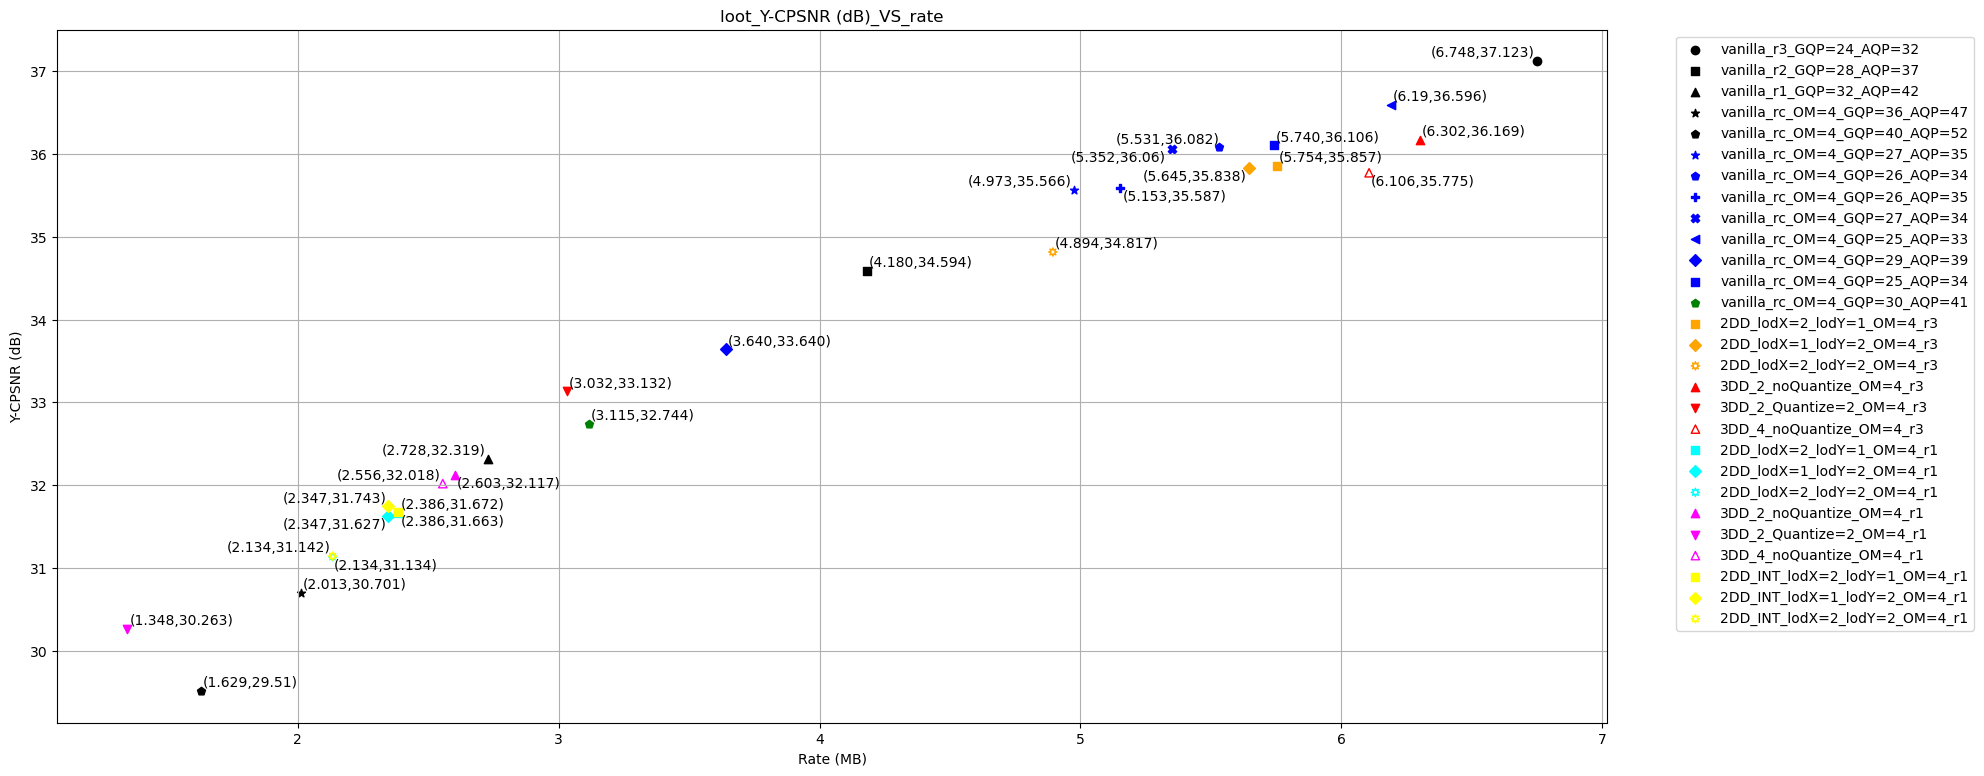 loot_Y-CPSNR (dB)_VS_rate
Y-CPSNR (dB)
37
36
35
34
33
32
31
30
(6.748,37.123)
(6.19,36.596)
(6.302,36.169)
(5.531,36.082)
(5.740,36.106)
(5.352,36.06)
(5.754,35.857)
(5.645,35.838)
(6.106,35.775)
(4.973,35.566)
(5.153,35.587)
(4.894,34.817)
(4.180,34.594)
(3.640,33.640)
(3.032,33.132)
(3.115,32.744)
(2.728,32.319)
(2.556,32.018)
(2.603,32.117)
(2.347,31.743)
(2.386,31.672)
(2.347,31.627)
(2.386,31.663)
(2.134,31.142)
(2.134,31.134)
(2.013,30.701)
(1.348,30.263)
(1.629,29.51)
2
3
4
5
6
7
Rate (MB)
vanilla_r3_GQP=24_AQP=32
vanilla_r2_GQP=28_AQP=37
vanilla_r1_GQP=32_AQP=42
vanilla_rc_OM=4_GQP=36_AQP=47
vanilla_rc_OM=4_GQP=40_AQP=52
vanilla_rc_OM=4_GQP=27_AQP=35
vanilla_rc_OM=4_GQP=26_AQP=34
vanilla_rc_OM=4_GQP=26_AQP=35
vanilla_rc_OM=4_GQP=27_AQP=34
vanilla_rc_OM=4_GQP=25_AQP=33
vanilla_rc_OM=4_GQP=29_AQP=39
vanilla_rc_OM=4_GQP=25_AQP=34
vanilla_rc_OM=4_GQP=30_AQP=41
2DD_lodX=2_lodY=1_OM=4_r3
2DD_lodX=1_lodY=2_OM=4_r3
2DD_lodX=2_lodY=2_OM=4_r3
3DD_2_noQuantize_OM=4_r3
3DD_2_Quantize=2_OM=4_r3
3DD_4_noQuantize_OM=4_r3
2DD_lodX=2_lodY=1_OM=4_r1
2DD_lodX=1_lodY=2_OM=4_r1
2DD_lodX=2_lodY=2_OM=4_r1
3DD_2_noQuantize_OM=4_r1
3DD_2_Quantize=2_OM=4_r1
3DD_4_noQuantize_OM=4_r1
2DD_INT_lodX=2_lodY=1_OM=4_r1
2DD_INT_lodX=1_lodY=2_OM=4_r1
2DD_INT_lodX=2_lodY=2_OM=4_r1